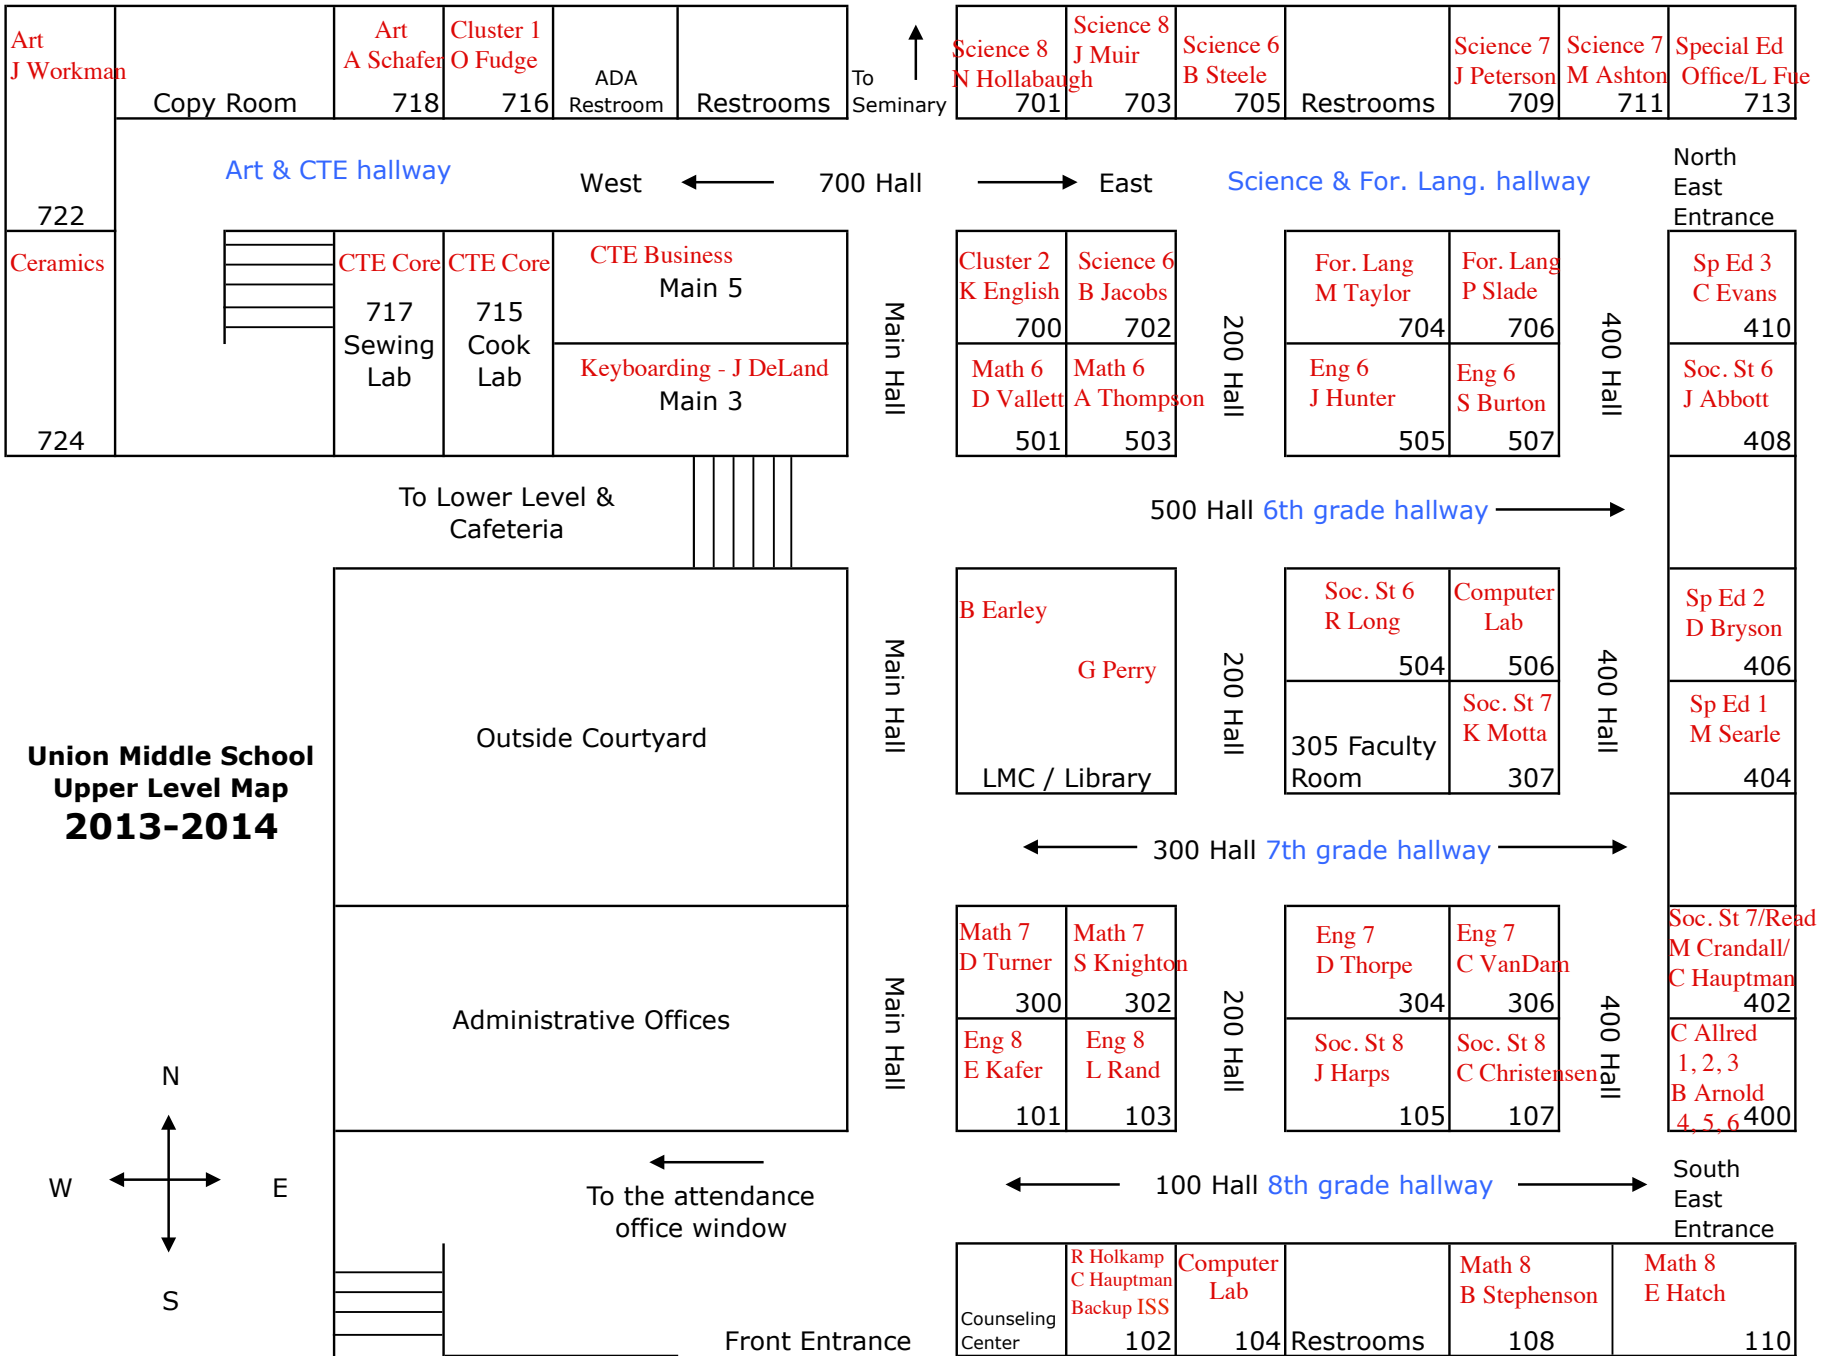 Art
J Workman
722
Copy Room
Art
A Schafer
718
Cluster 1
O Fudge
716
ADA
Restroom
Restrooms
To
Seminary
Science 8
N Hollabaugh
701
Science 8
J Muir
703
Science 6
B Steele
705
Restrooms
Science 7
J Peterson
709
Science 7
M Ashton
711
Special Ed
Office/L Fue
713
Art & CTE hallway
West
700 Hall
East
Science & For. Lang. hallway
North
East
Entrance
Ceramics
724
CTE Core
717
Sewing
Lab
CTE Core
715
Cook
Lab
CTE Business
Main 5
Keyboarding - J DeLand
Main 3
Main Hall
Cluster 2
K English
700
Science 6
B Jacobs
702
Math 6
D Vallett
501
Math 6
A Thompson
503
200 Hall
For. Lang
M Taylor
704
For. Lang
P Slade
706
Eng 6
J Hunter
505
Eng 6
S Burton
507
400 Hall
Sp Ed 3
C Evans
410
Soc. St 6
J Abbott
408
To Lower Level &
Cafeteria
500 Hall 6th grade hallway
Outside Courtyard
Main Hall
B Earley
G Perry
LMC / Library
200 Hall
Soc. St 6
R Long
504
Computer
Lab
506
305 Faculty
Room
Soc. St 7
K Motta
307
400 Hall
Sp Ed 2
D Bryson
406
Sp Ed 1
M Searle
404
Union Middle School
Upper Level Map
2013-2014
300 Hall 7th grade hallway
Administrative Offices
Main Hall
Math 7
D Turner
300
Math 7
S Knighton
302
Eng 8
E Kafer
101
Eng 8
L Rand
103
200 Hall
Eng 7
D Thorpe
304
Eng 7
C VanDam
306
Soc. St 8
J Harps
105
Soc. St 8
C Christensen
107
400 Hall
Soc. St 7/Read
M Crandall/
C Hauptman
402
C Allred
1, 2, 3
B Arnold
4, 5, 6
400
N
W
E
S
To the attendance
office window
100 Hall 8th grade hallway
South
East
Entrance
Front Entrance
Counseling
Center
R Holkamp
C Hauptman
Backup ISS
102
Computer
Lab
104
Restrooms
Math 8
B Stephenson
108
Math 8
E Hatch
110